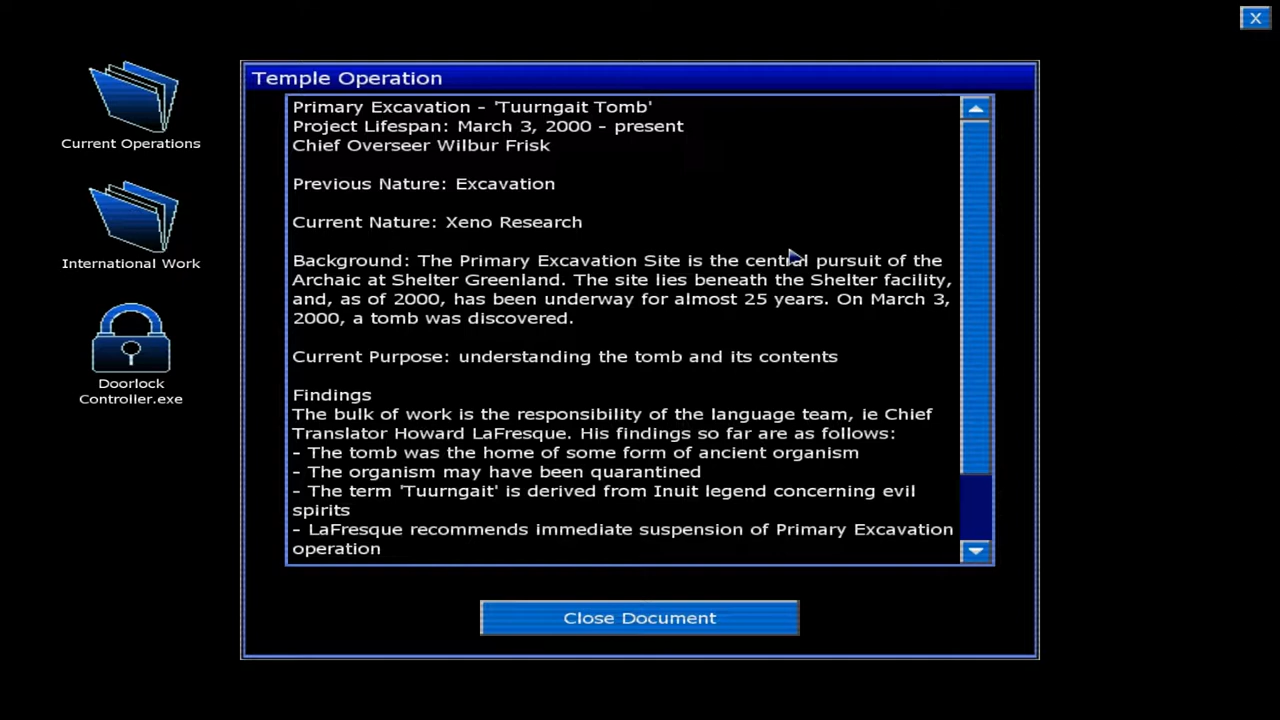 X
Temple Operation
Primary Excavation - 'Tuurngait Tomb'
Project Lifespan: March 3, 2000 - present
Chief Overseer Wilbur Frisk
Previous Nature: Excavation
Current Nature: Xeno Research
Background: The Primary Excavation Site is the central pursuit of the
Archaic at Shelter Greenland. The site lies beneath the Shelter facility,
and, as of 2000, has been underway for almost 25 years. On March 3,
2000, a tomb was discovered.
Current Purpose: understanding the tomb and its contents
Findings
The bulk of work is the responsibility of the language team, ie Chief
Translator Howard LaFresque. His findings so far are as follows:
- The tomb was the home of some form of ancient organism
- The organism may have been quarantined
- The term 'Tuurngait' is derived from Inuit legend concerning evil
spirits
- LaFresque recommends immediate suspension of Primary Excavation
operation
Close Document
Current Operations
International Work
Doorlock
Controller.exe